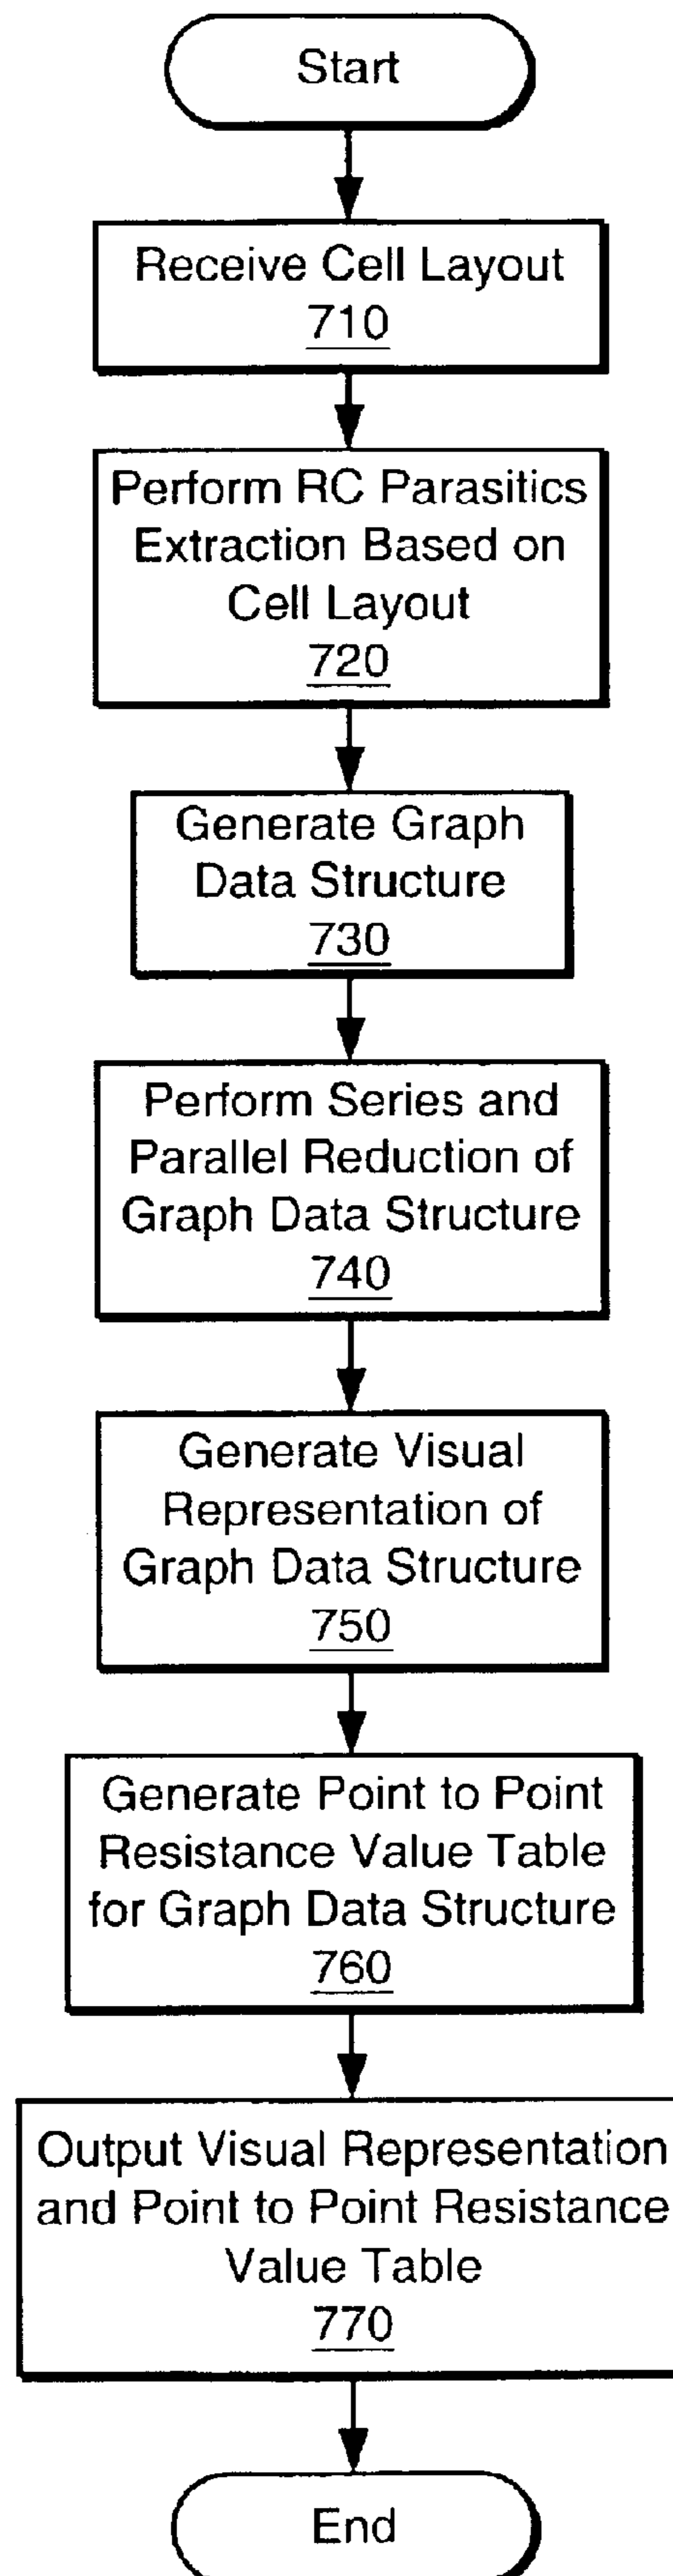 Start
Receive Cell Layout
710
Perform RC Parasitics
Extraction Based on
Cell Layout
720
Generate Graph
Data Structure
730
Perform Series and
Parallel Reduction of
Graph Data Structure
740
Generate Visual
Representation of
Graph Data Structure
750
Generate Point to Point
Resistance Value Table
for Graph Data Structure
760
Output Visual Representation
and Point to Point Resistance
Value Table
770
End